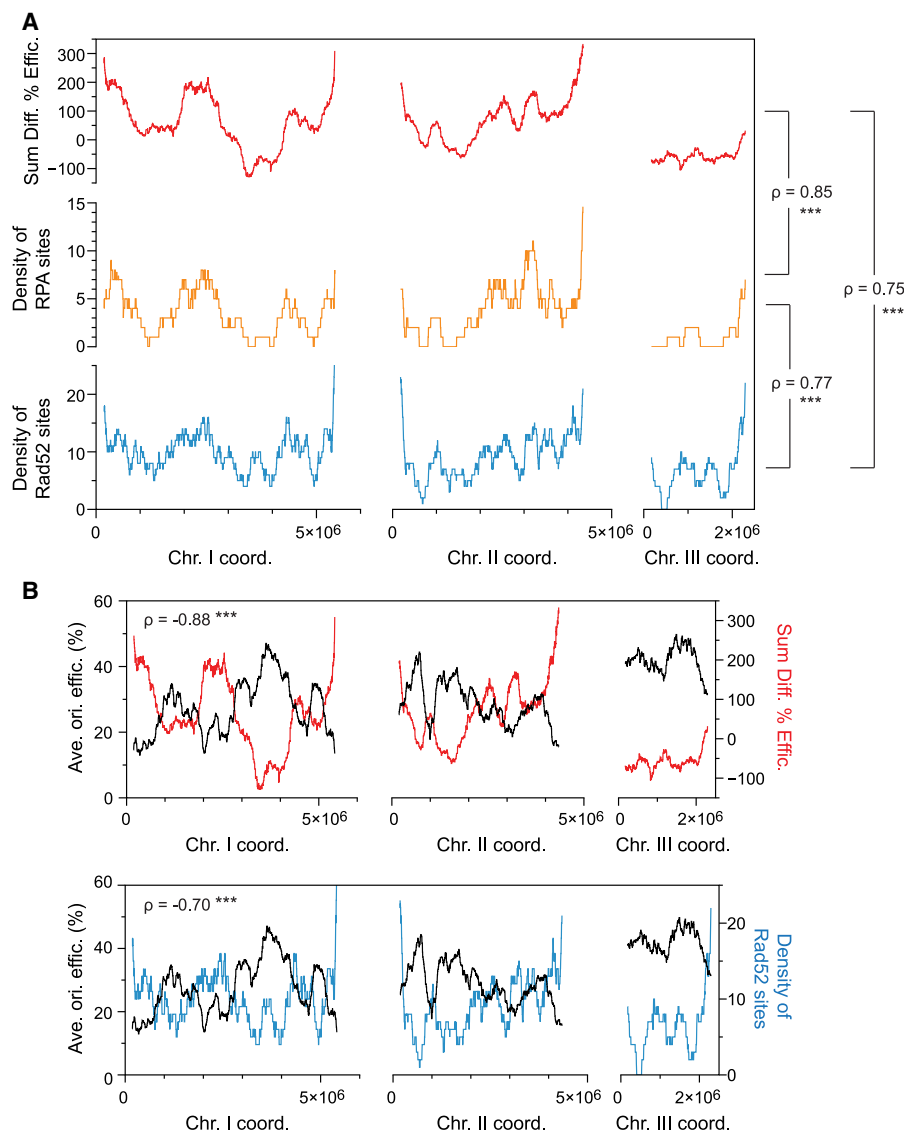 A
Sum Diff. % Effic.
300
200
100
0
−100
Density of
RPA sites
15
10
5
0
Density of
Rad52 sites
20
10
0
0
5×10⁶
Chr. I coord.
0
5×10⁶
Chr. II coord.
0
2×10⁶
Chr. III coord.
ρ = 0.85
***
ρ = 0.77
***
ρ = 0.75
***
B
Ave. ori. effic. (%)
60
40
20
0
ρ = -0.88 ***
300
200
100
0
−100
Sum Diff. % Effic.
0
5×10⁶
Chr. I coord.
0
5×10⁶
Chr. II coord.
0
2×10⁶
Chr. III coord.
Ave. ori. effic. (%)
60
40
20
0
ρ = -0.70 ***
20
10
0
Density of
Rad52 sites
0
5×10⁶
Chr. I coord.
0
5×10⁶
Chr. II coord.
0
2×10⁶
Chr. III coord.